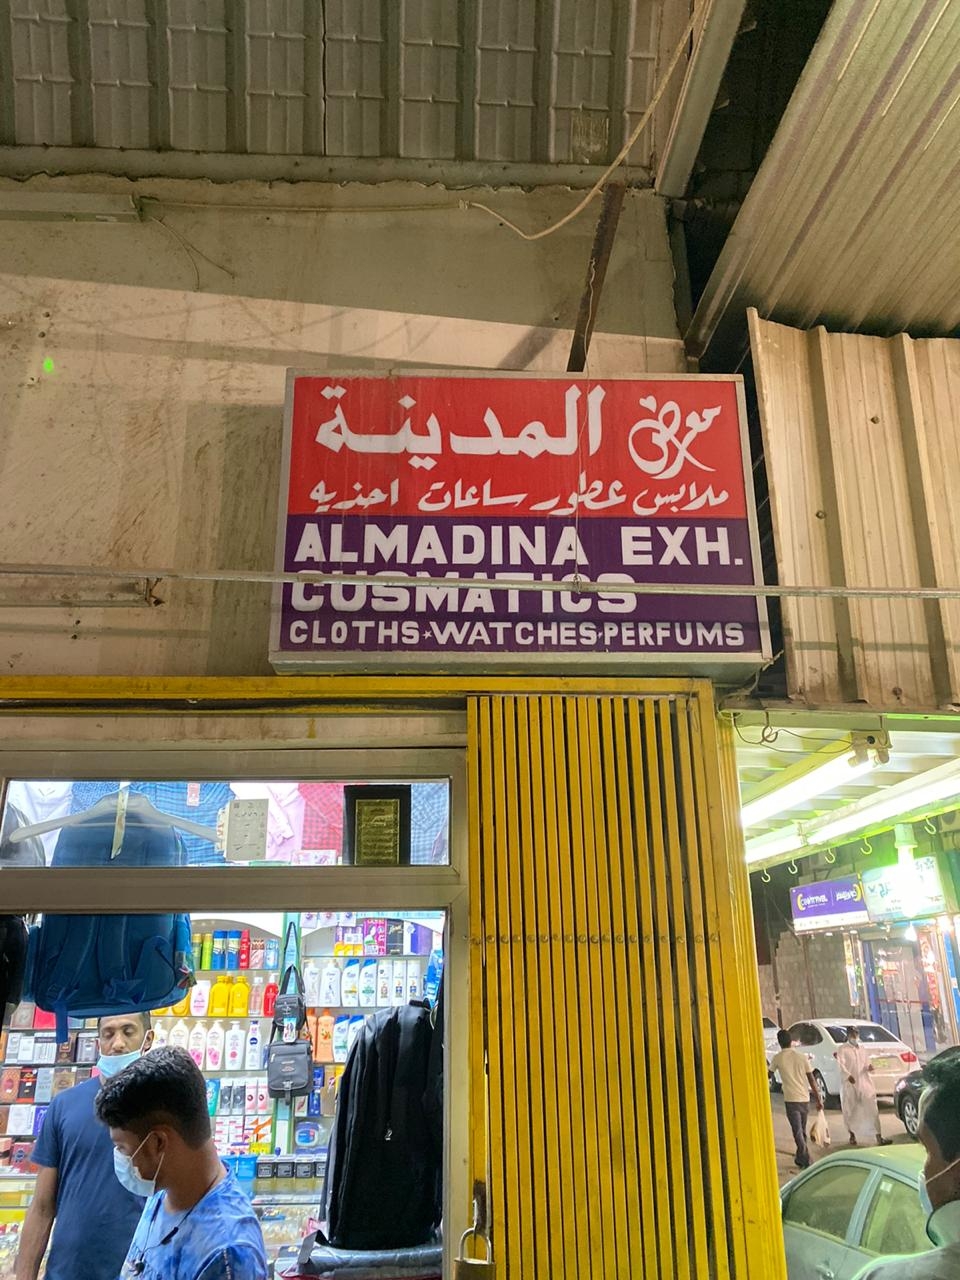 معرض المدينة
ملابس عطور ساعات احذيه
ALMADINA EXH.
CUSMATICS
CLOTHS★WATCHES·PERFUMS